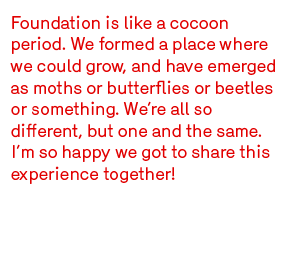 Foundation is like a cocoon
period. We formed a place where
we could grow, and have emerged
as moths or butterflies or beetles
or something. We're all so
different, but one and the same.
I'm so happy we got to share this
experience together!